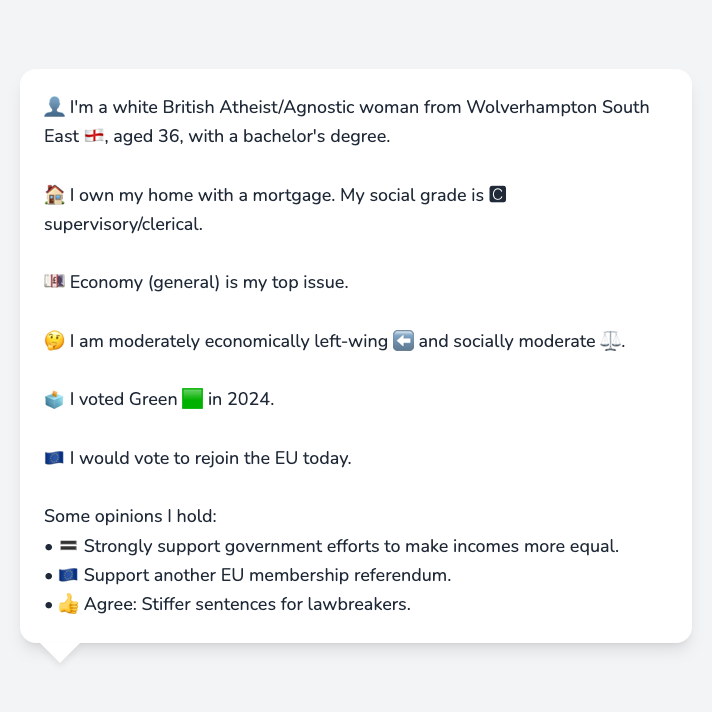 👤 I'm a white British Atheist/Agnostic woman from Wolverhampton South
East 🏴󠁧󠁢󠁥󠁮󠁧󠁿, aged 36, with a bachelor's degree.
🏠 I own my home with a mortgage. My social grade is 🅲
supervisory/clerical.
💷 Economy (general) is my top issue.
🤔 I am moderately economically left-wing ⬅️ and socially moderate ⚖️.
🗳️ I voted Green 🟩 in 2024.
🇪🇺 I would vote to rejoin the EU today.
Some opinions I hold:
• 🟰 Strongly support government efforts to make incomes more equal.
• 🇪🇺 Support another EU membership referendum.
• 👍 Agree: Stiffer sentences for lawbreakers.